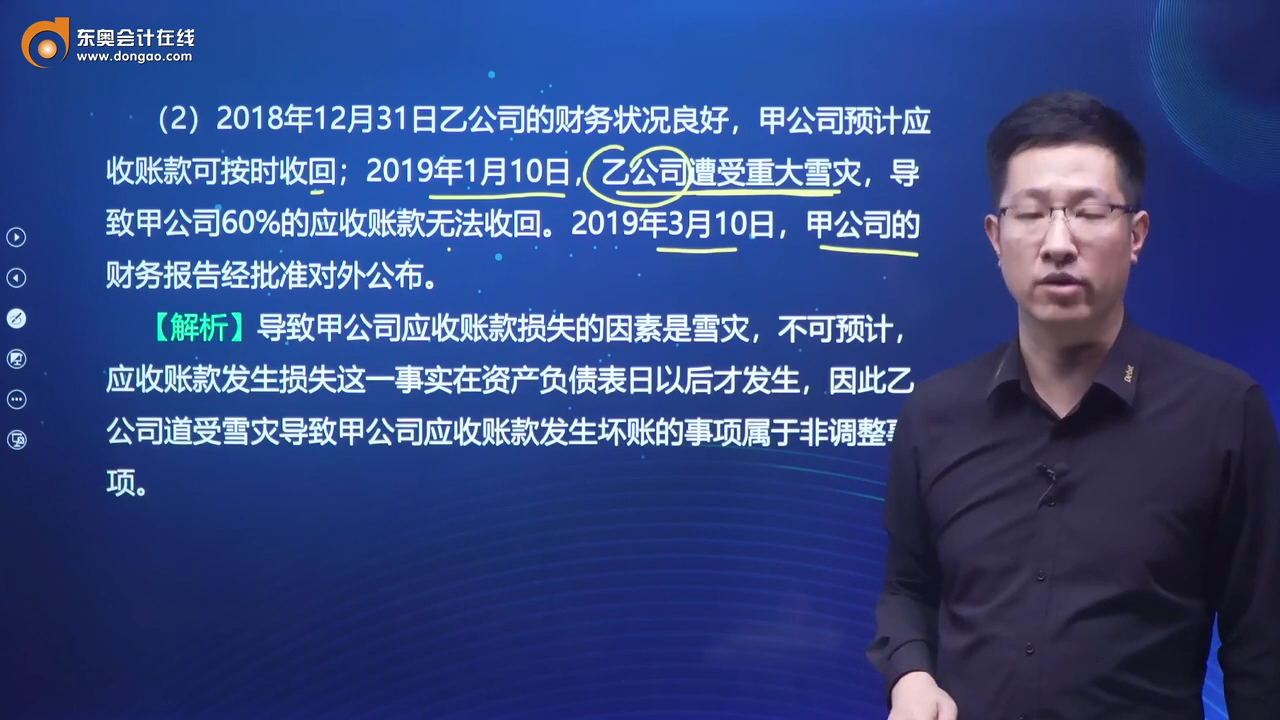 东奥会计在线
www.dongao.com
（2）2018年12月31日乙公司的财务状况良好，甲公司预计应
收账款可按时收回；2019年1月10日，乙公司遭受重大雪灾，导
致甲公司60%的应收账款无法收回。2019年3月10日，甲公司的
财务报告经批准对外公布。
【解析】导致甲公司应收账款损失的因素是雪灾，不可预计，
应收账款发生损失这一事实在资产负债表日以后才发生，因此乙
公司道受雪灾导致甲公司应收账款发生坏账的事项属于非调整
项。
Debit